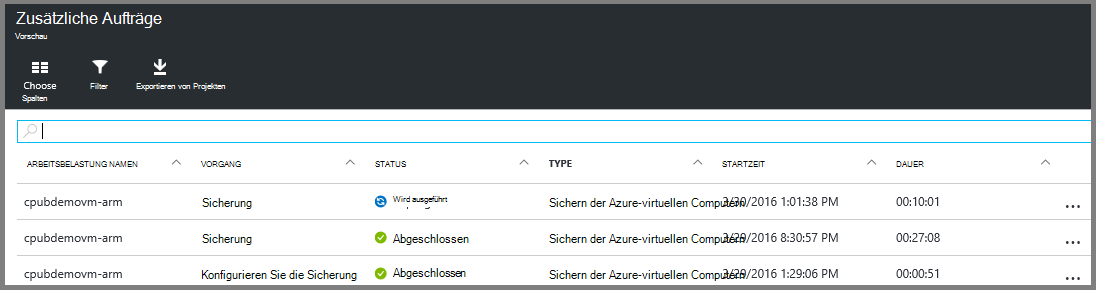 Zusätzliche Aufträge
Vorschau
Choose
Spalten
Filter
Exportieren von Projekten
ARBEITSBELASTUNG NAMEN VORGANG STATUS TYPE STARTZEIT DAUER
cpubdemovm-arm Sicherung Wird ausgeführt Sichern der Azure-virtuellen Computern 3/30/2016 1:01:38 PM 00:10:01 ...
cpubdemovm-arm Sicherung Abgeschlossen Sichern der Azure-virtuellen Computern 3/29/2016 8:30:57 PM 00:27:08 ...
cpubdemovm-arm Konfigurieren Sie die Sicherung Abgeschlossen Sichern der Azure-virtuellen Computern 3/29/2016 1:29:06 PM 00:00:51 ...